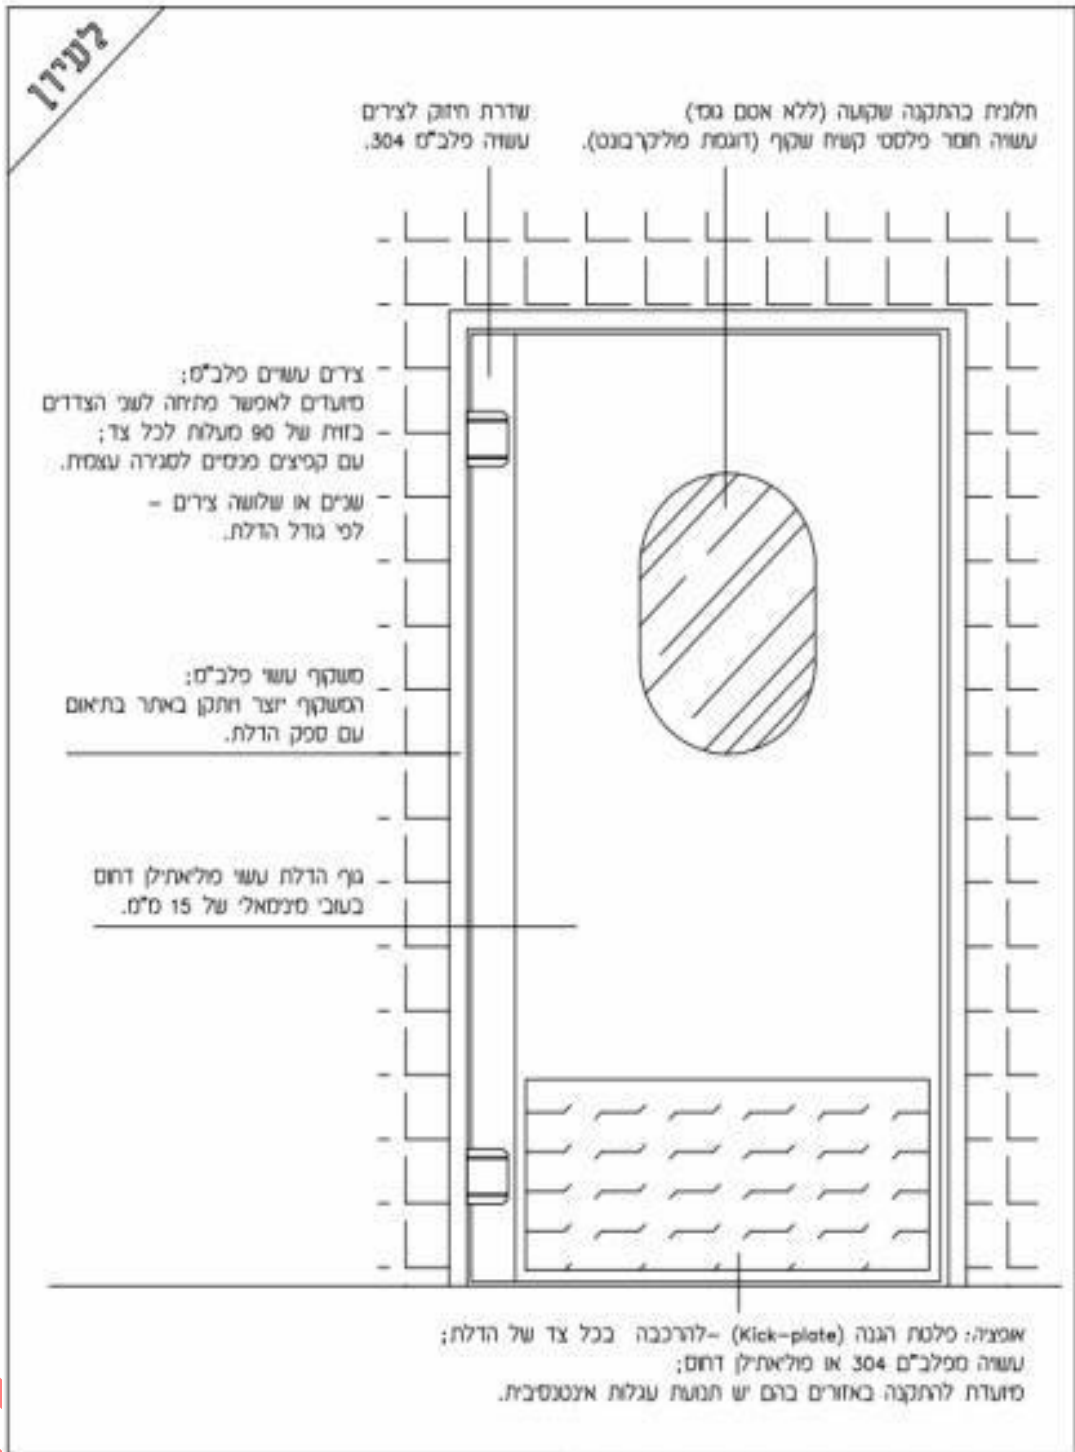 לעיון
חלונית בהתקנה שקועה (ללא אטם גומי)
עשויה חומר פלסטי קשיח שקוף (דוגמת פוליקרבונט).
שדרת חיזוק לצירים
עשויה פלב"מ 304.
צירים עשויים פלב"מ;
מיועדים לאפשר פתיחה לשני הצדדים
בזוית של 90 מעלות לכל צד;
עם קפיצים פנימיים לסגירה עצמית.
שניים או שלושה צירים –
לפי גודל הדלת.
משקוף עשוי פלב"מ;
המשקוף ייוצר ויותקן באתר בתיאום
עם ספק הדלת.
גוף הדלת עשוי פוליאתילן דחוס
בעובי מינימאלי של 15 מ"מ.
אופציה: פלטת הגנה (Kick-plate) –להרכבה בכל צד של הדלת;
עשויה מפלב"ם 304 או פוליאתילן דחוס;
מיועדת להתקנה באזורים בהם יש תנועת עגלות אינטנסיבית.